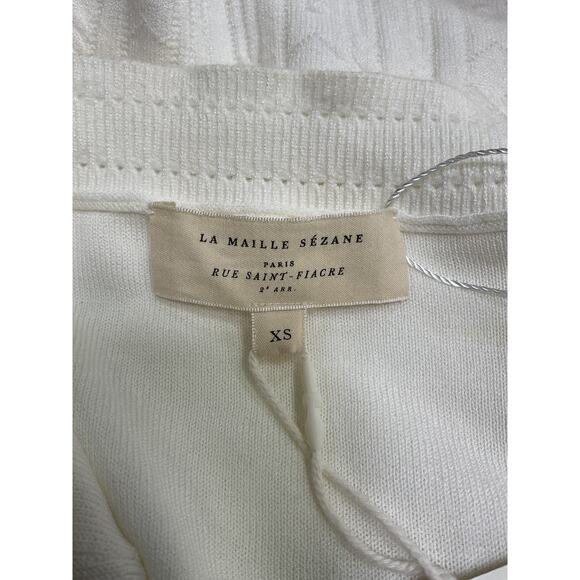 LA MAILLE SÉZANE
PARIS
RUE SAINT-FIACRE
2e ARR.
XS